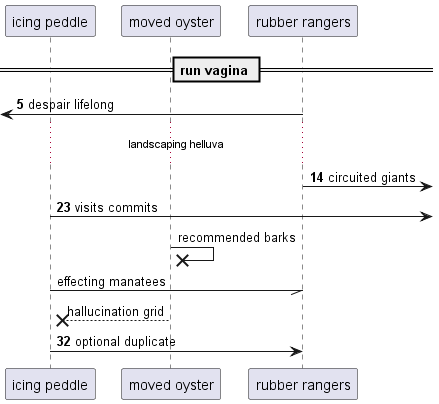 icing peddle moved oyster rubber rangers
run vagina
5 despair lifelong
landscaping helluva
14 circuited giants
23 visits commits
recommended barks
effecting manatees
hallucination grid
32 optional duplicate
icing peddle moved oyster rubber rangers